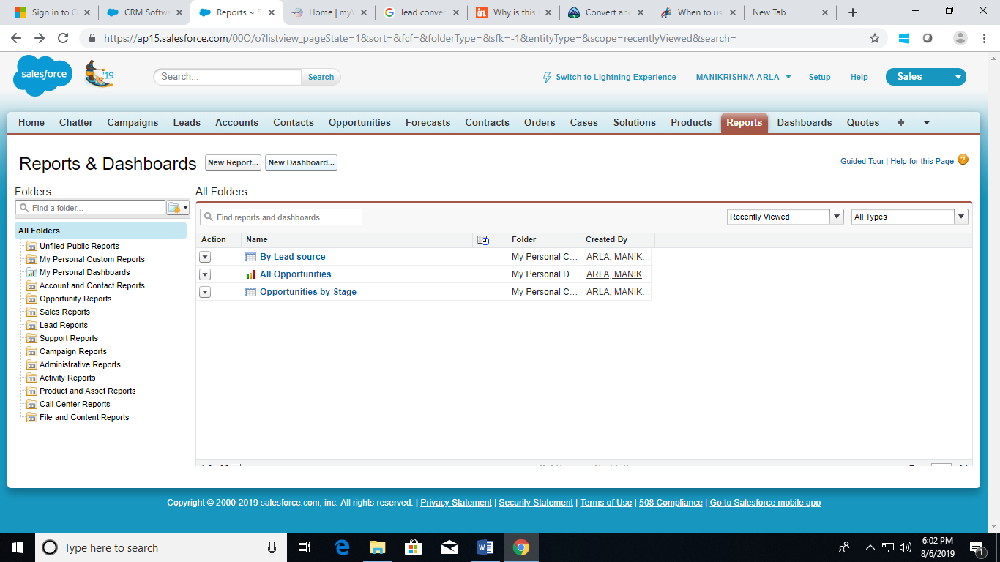 Sign in to C
CRM Softwa
Reports ~ S
Home | my
lead conver
Why is this
Convert and
When to us
New Tab
https://ap15.salesforce.com/00O/o?listview_pageState=1&sort=&fcf=&folderType=&sfk=-1&entityType=&scope=recentlyViewed&search=
salesforce
'19
Search...
Search
Switch to Lightning Experience
MANIKRISHNA ARLA
Setup
Help
Sales
Home Chatter Campaigns Leads Accounts Contacts Opportunities Forecasts Contracts Orders Cases Solutions Products Reports Dashboards Quotes +
Reports & Dashboards
New Report...
New Dashboard...
Guided Tour | Help for this Page ?
Folders
Find a folder...
All Folders
Unfiled Public Reports
My Personal Custom Reports
My Personal Dashboards
Account and Contact Reports
Opportunity Reports
Sales Reports
Lead Reports
Support Reports
Campaign Reports
Administrative Reports
Activity Reports
Product and Asset Reports
Call Center Reports
File and Content Reports
All Folders
Find reports and dashboards...
Recently Viewed
All Types
Action Name Folder Created By
By Lead source My Personal C... ARLA, MANIK...
All Opportunities My Personal D... ARLA, MANIK...
Opportunities by Stage My Personal C... ARLA, MANIK...
Copyright © 2000-2019 salesforce.com, inc. All rights reserved. | Privacy Statement | Security Statement | Terms of Use | 508 Compliance | Go to Salesforce mobile app
Type here to search
6:02 PM
8/6/2019
1